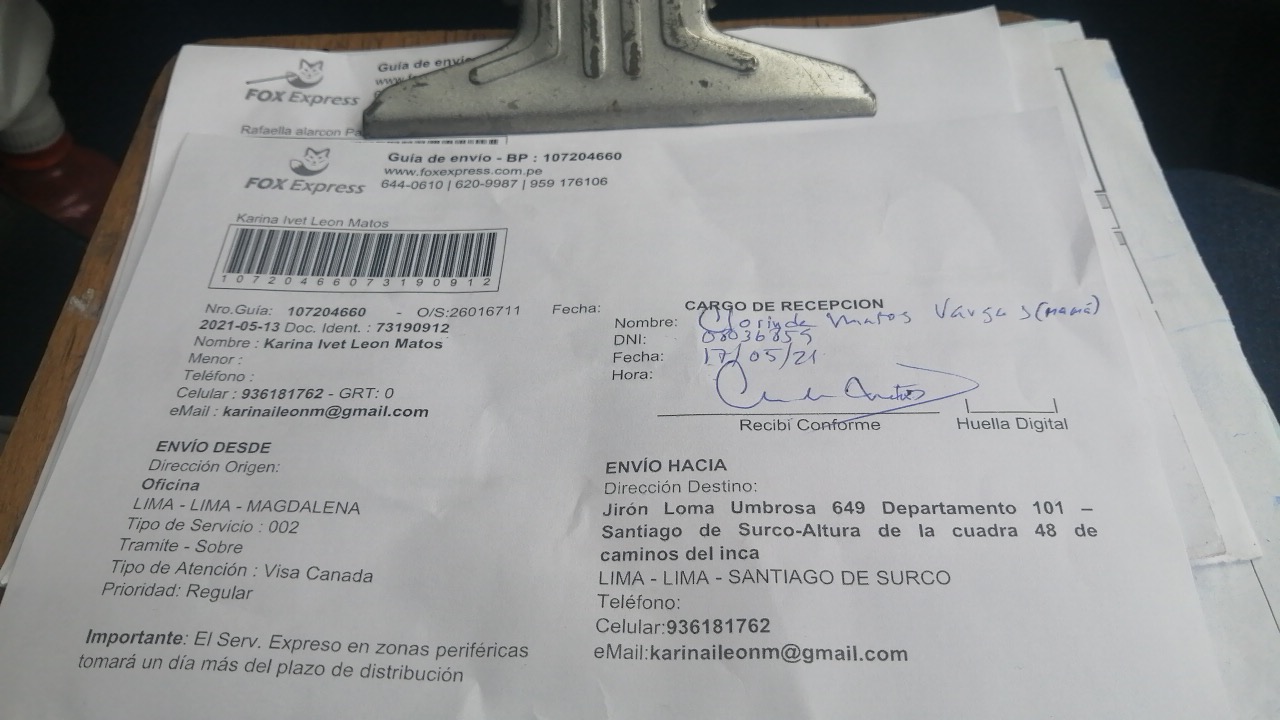 FOX Express
Guía de envío
Rafaella alarcon
FOX Express
Guía de envío - BP : 107204660
www.foxexpress.com.pe
644-0610 | 620-9987 | 959 176106
Karina Ivet Leon Matos
10720466073190912
Nro.Guía: 107204660 - O/S:26016711 Fecha:
2021-05-13 Doc. Ident. : 73190912
Nombre : Karina Ivet Leon Matos
Menor :
Teléfono :
Celular : 936181762 - GRT: 0
eMail : karinaileonm@gmail.com
CARGO DE RECEPCION
Nombre: Clorinda Matos Vargas (mamá)
DNI: 08036859
Fecha: 17/05/21
Hora:
Recibí Conforme
Huella Digital
ENVÍO DESDE
Dirección Origen:
Oficina
LIMA - LIMA - MAGDALENA
Tipo de Servicio : 002
Tramite - Sobre
Tipo de Atención : Visa Canada
Prioridad: Regular
Importante: El Serv. Expreso en zonas periféricas
tomará un día más del plazo de distribución
ENVÍO HACIA
Dirección Destino:
Jirón Loma Umbrosa 649 Departamento 101 –
Santiago de Surco-Altura de la cuadra 48 de
caminos del inca
LIMA - LIMA - SANTIAGO DE SURCO
Teléfono:
Celular:936181762
eMail:karinaileonm@gmail.com